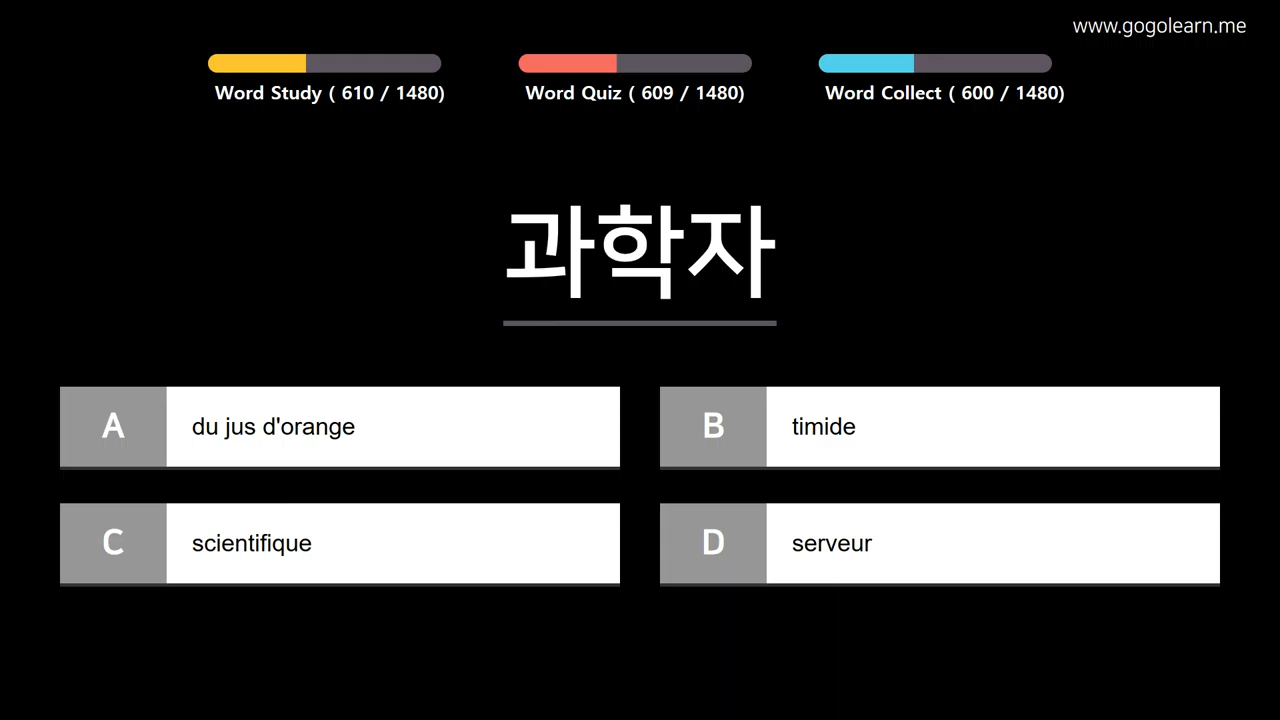 www.gogolearn.me
Word Study ( 610 / 1480)
Word Quiz ( 609 / 1480)
Word Collect ( 600 / 1480)
과학자
A du jus d'orange
B timide
C scientifique
D serveur